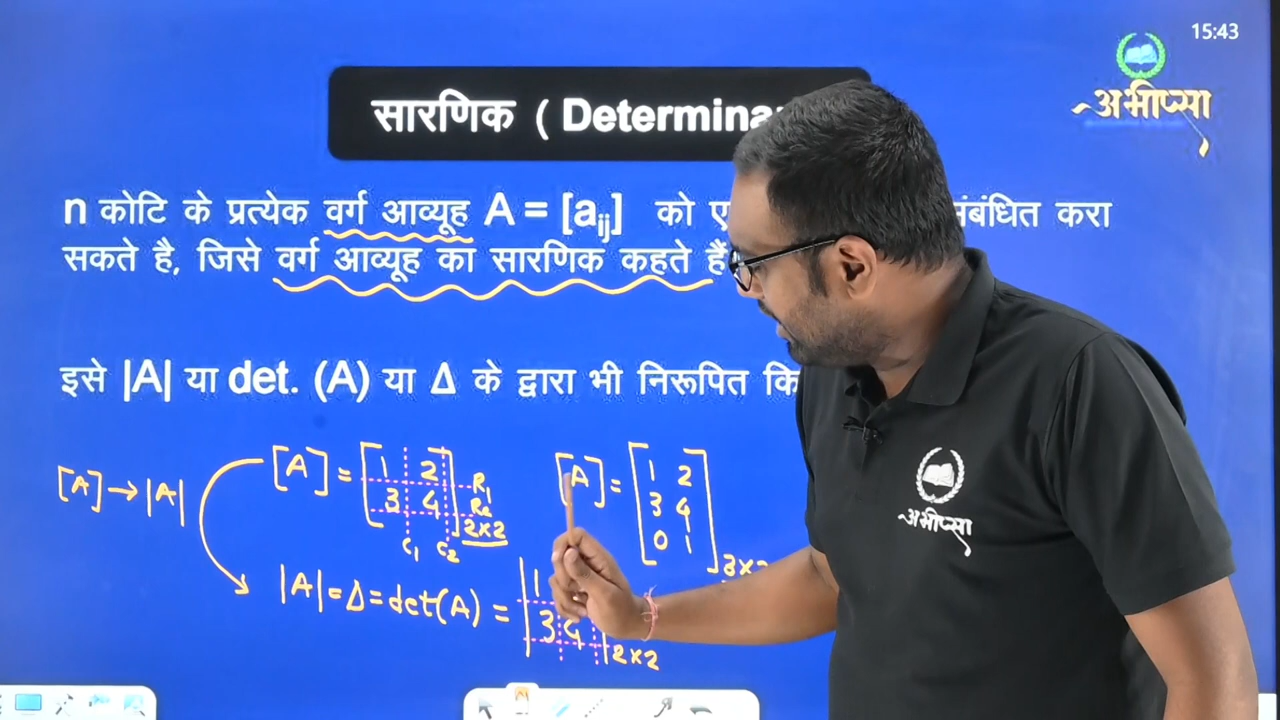 15:43
अभीप्सा
सारणिक ( Determina
n कोटि के प्रत्येक वर्ग आव्यूह A = [aij] को संबंधित करा
सकते है, जिसे वर्ग आव्यूह का सारणिक कहते हैं
इसे |A| या det. (A) या Δ के द्वारा भी निरूपित
[A] → |A|
[A] = [1 2
3 4] 2×2
R1
R2
C1 C2
[A] = [1 2
3 4
0 1]
|A| = Δ = det(A) = |1
3 4| 2×2
अभीप्सा